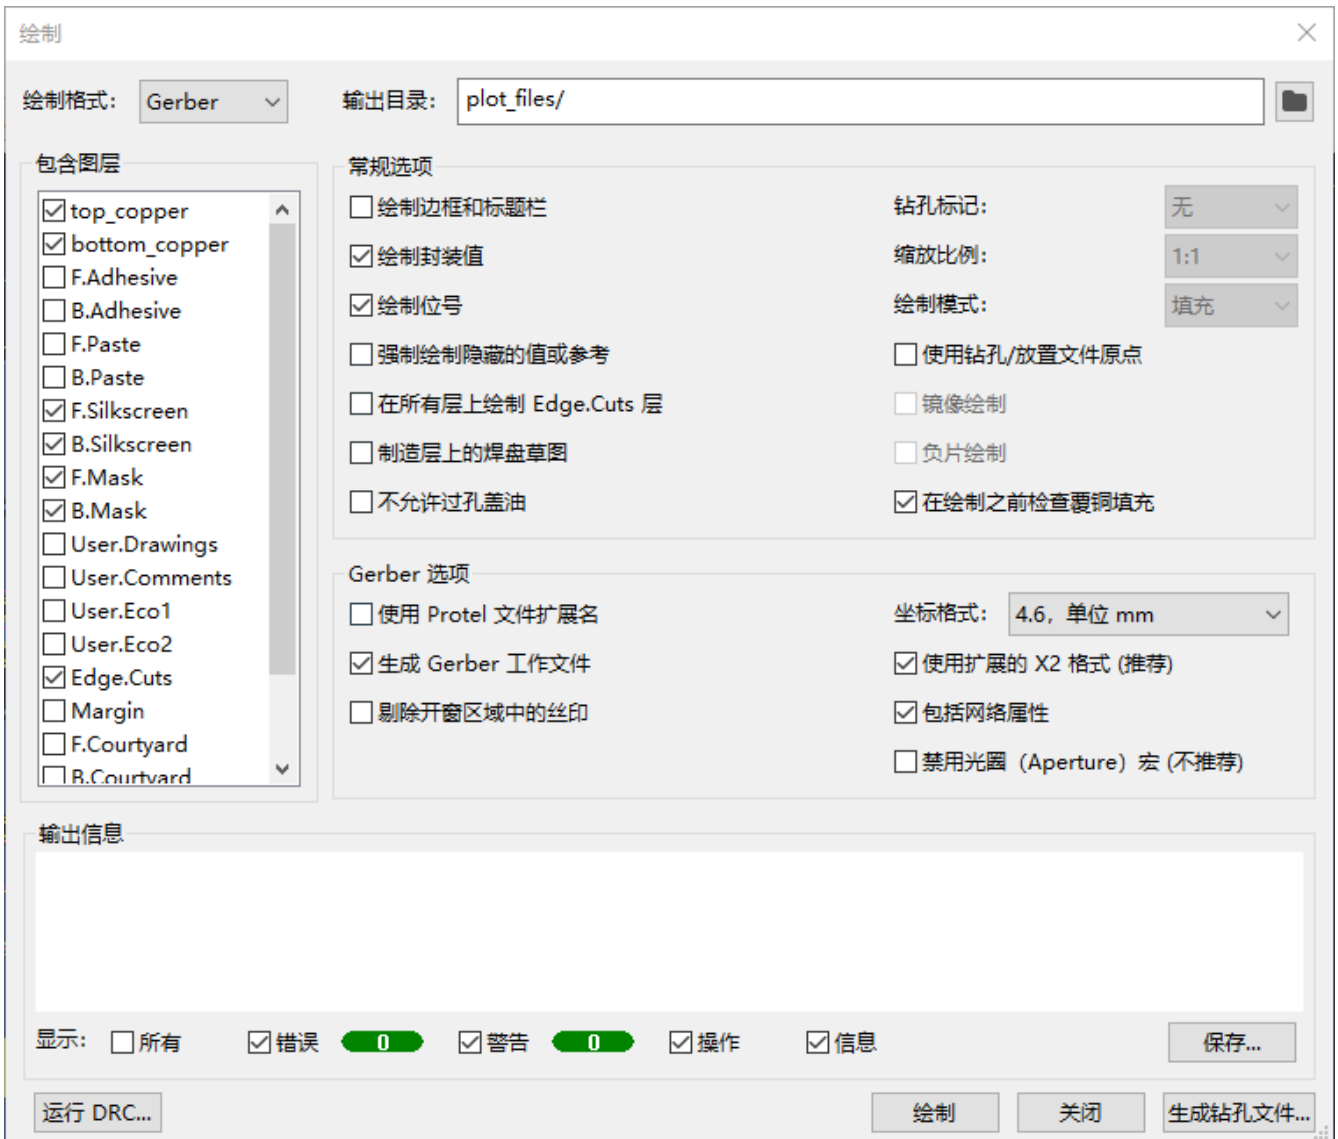 绘制
绘制格式： Gerber 输出目录： plot_files/
包含图层
top_copper
bottom_copper
F.Adhesive
B.Adhesive
F.Paste
B.Paste
F.Silkscreen
B.Silkscreen
F.Mask
B.Mask
User.Drawings
User.Comments
User.Eco1
User.Eco2
Edge.Cuts
Margin
F.Courtyard
B.Courtyard
常规选项
绘制边框和标题栏 钻孔标记： 无
绘制封装值 缩放比例： 1:1
绘制位号 绘制模式： 填充
强制绘制隐藏的值或参考 使用钻孔/放置文件原点
在所有层上绘制 Edge.Cuts 层 镜像绘制
制造层上的焊盘草图 负片绘制
不允许过孔盖油 在绘制之前检查覆铜填充
Gerber 选项
使用 Protel 文件扩展名 坐标格式： 4.6，单位 mm
生成 Gerber 工作文件 使用扩展的 X2 格式 (推荐)
剔除开窗区域中的丝印 包括网络属性
禁用光圈（Aperture）宏 (不推荐)
输出信息
显示： 所有 错误 0 警告 0 操作 信息 保存...
运行 DRC... 绘制 关闭 生成钻孔文件...